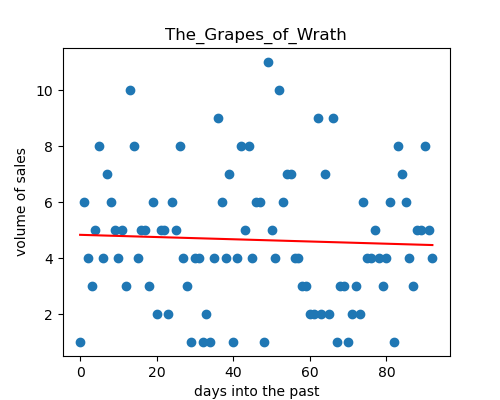 The_Grapes_of_Wrath
volume of sales
10
8
6
4
2
0 20 40 60 80
days into the past